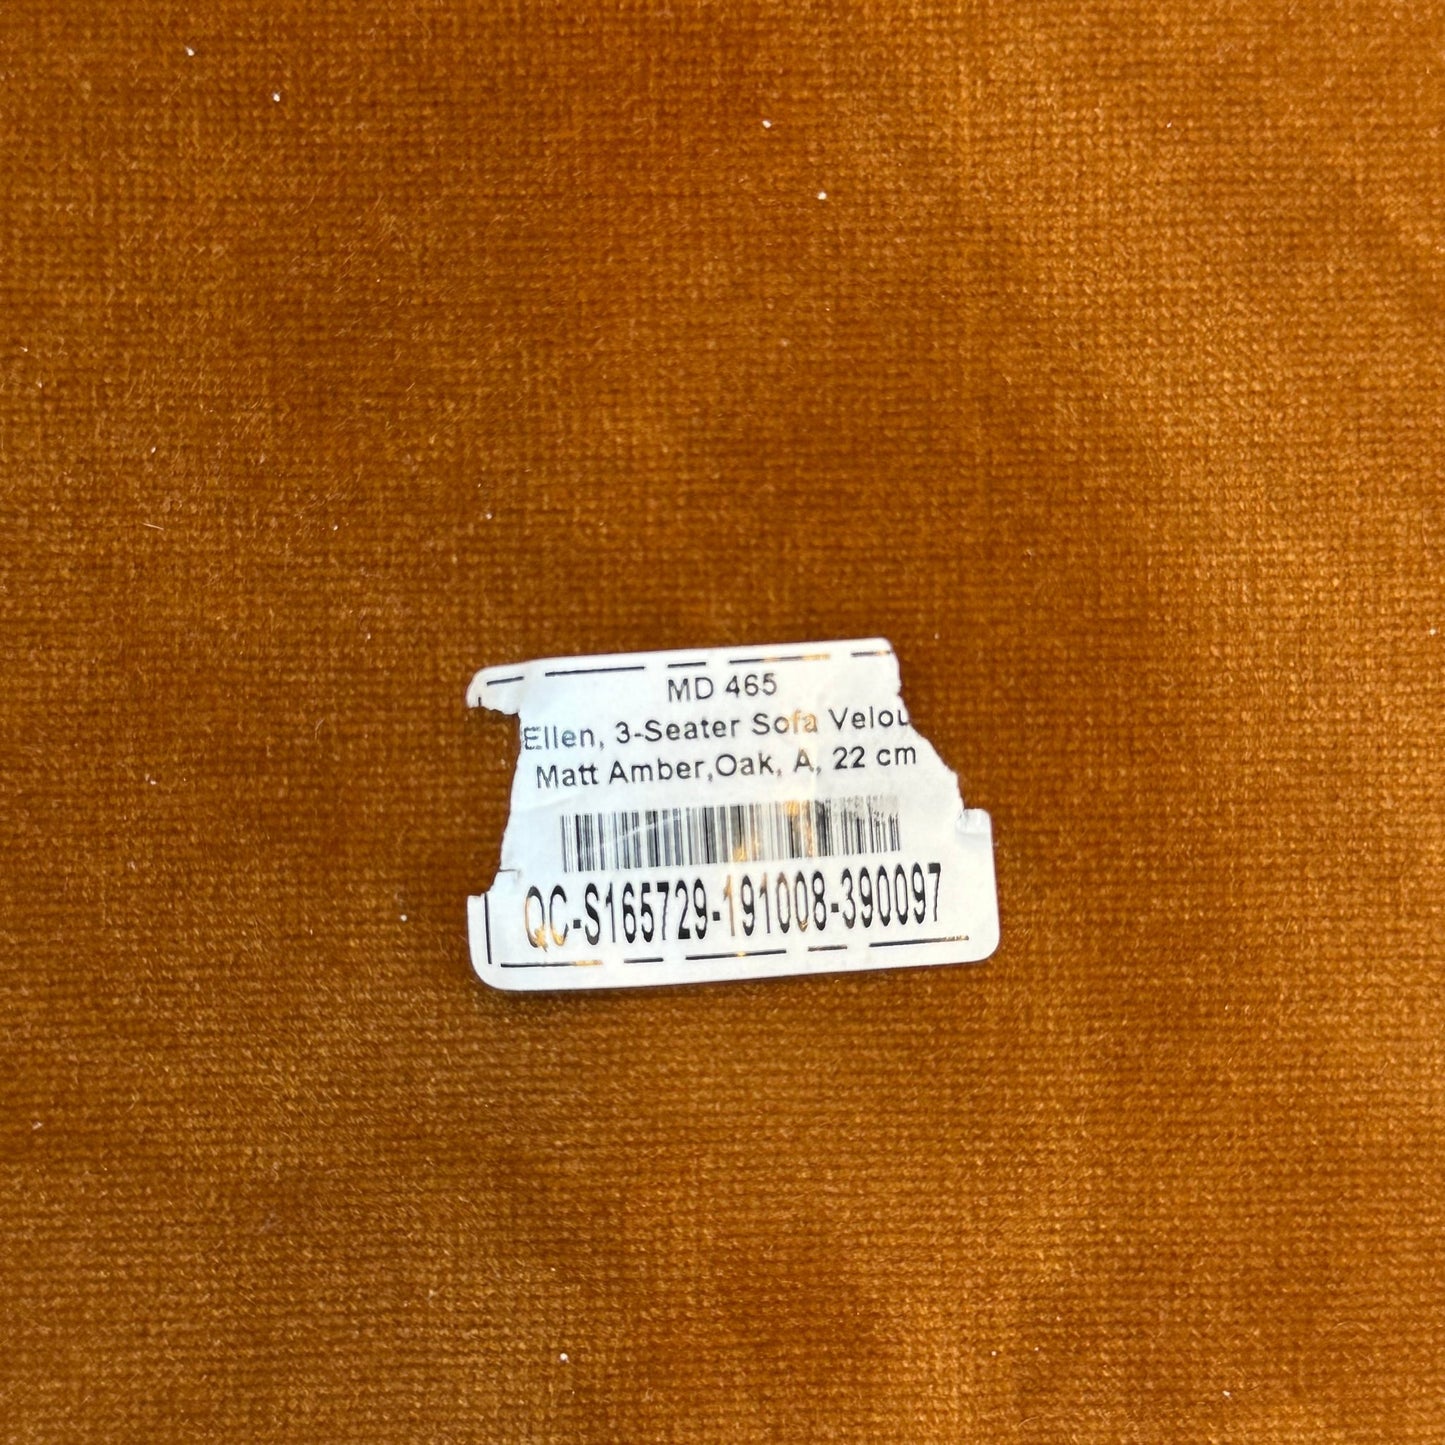 MD 465
Ellen, 3-Seater Sofa Velou
Matt Amber,Oak, A, 22 cm
QC-S165729-191008-390097